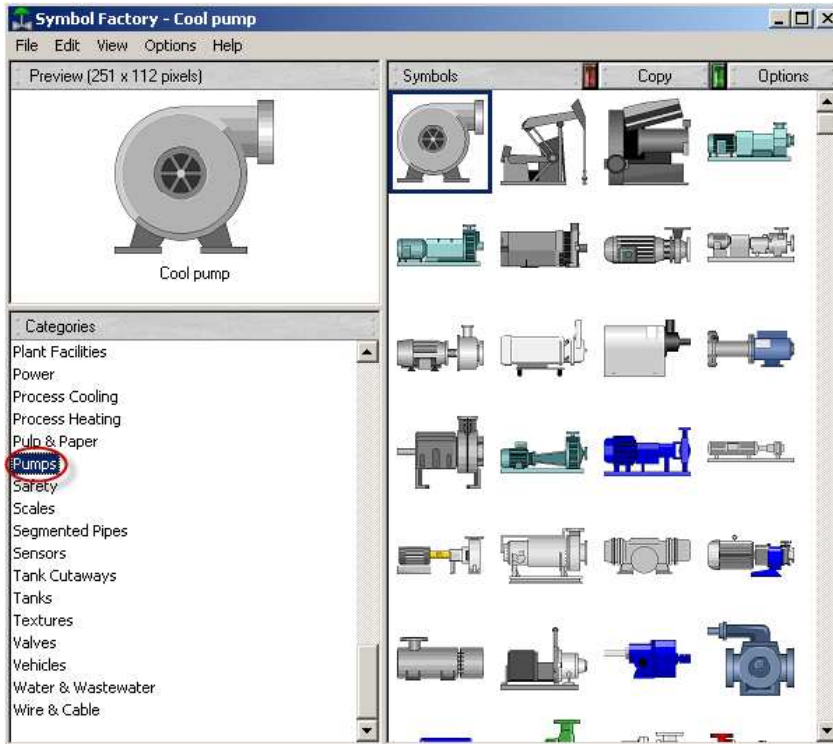 Symbol Factory - Cool pump
File Edit View Options Help
Preview (251 x 112 pixels)
Cool pump
Categories
Plant Facilities
Power
Process Cooling
Process Heating
Pulp & Paper
Pumps
Safety
Scales
Segmented Pipes
Sensors
Tank Cutaways
Tanks
Textures
Valves
Vehicles
Water & Wastewater
Wire & Cable
Symbols Copy Options